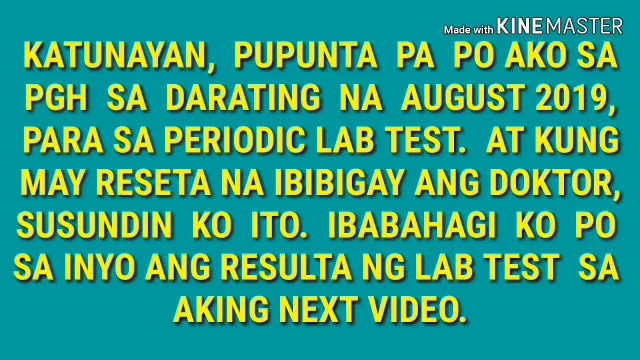 Made with KINEMASTER
KATUNAYAN, PUPUNTA PA PO AKO SA
PGH SA DARATING NA AUGUST 2019,
PARA SA PERIODIC LAB TEST. AT KUNG
MAY RESETA NA IBIBIGAY ANG DOKTOR,
SUSUNDIN KO ITO. IBABAHAGI KO PO
SA INYO ANG RESULTA NG LAB TEST SA
AKING NEXT VIDEO.